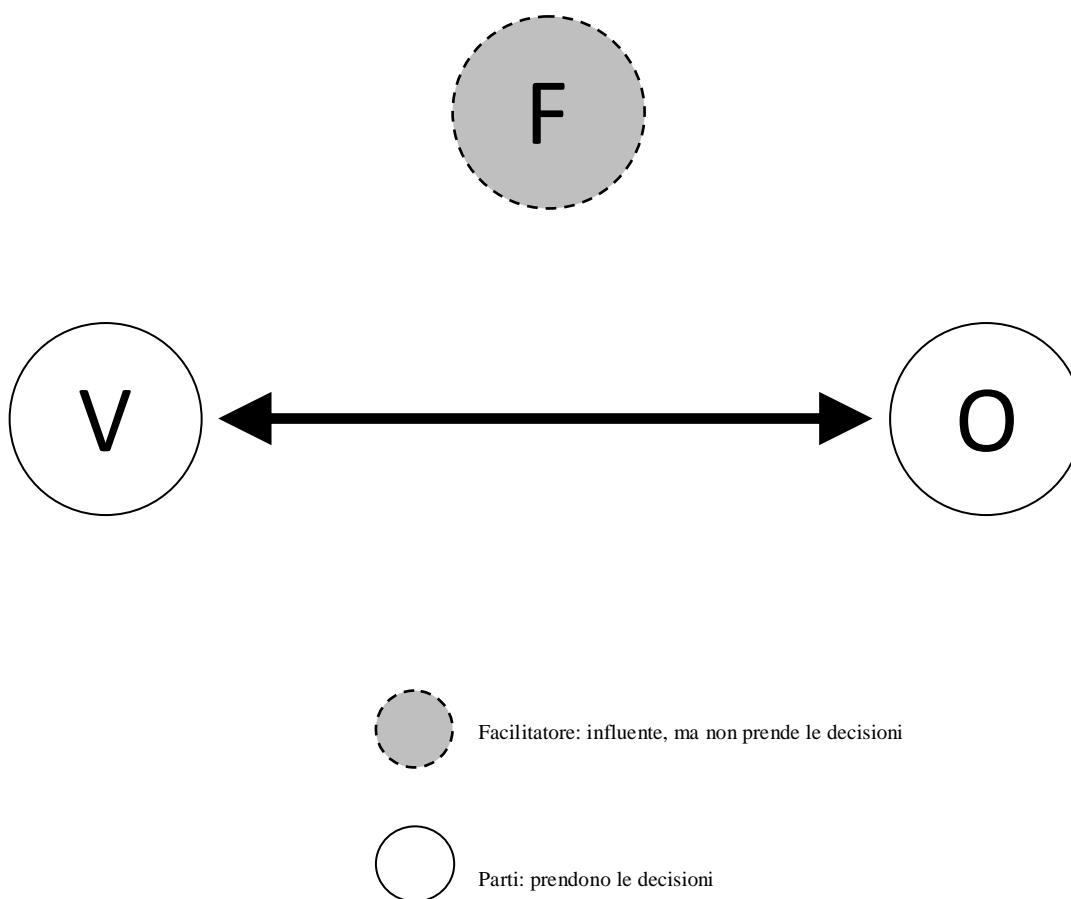 F
V
O
Facilitatore: influente, ma non prende le decisioni
Parti: prendono le decisioni